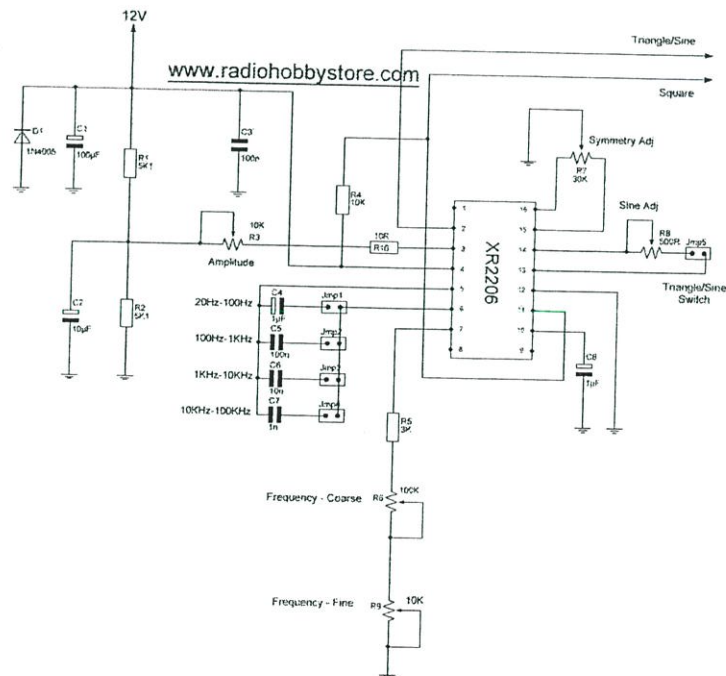 12V
Triangle/Sine
www.radiohobbystore.com
Square
D1
1N4005
C1
100µF
R1
5K1
C3
100n
R4
10K
Symmetry Adj
R7
30K
Sine Adj
R8
500R
Jmp5
Triangle/Sine
Switch
10K
R3
Amplitude
10R
R10
XR2206
1
2
3
4
5
6
7
8
16
15
14
13
12
11
10
9
C2
10µF
R2
5K1
20Hz-100Hz
C4
1µF
Jmp1
100Hz-1KHz
C5
100n
Jmp2
1KHz-10KHz
C6
10n
10KHz-100KHz
C7
1n
Jmp4
C8
1µF
R5
3K
Frequency - Coarse
R6
100K
Frequency - Fine
R9
10K